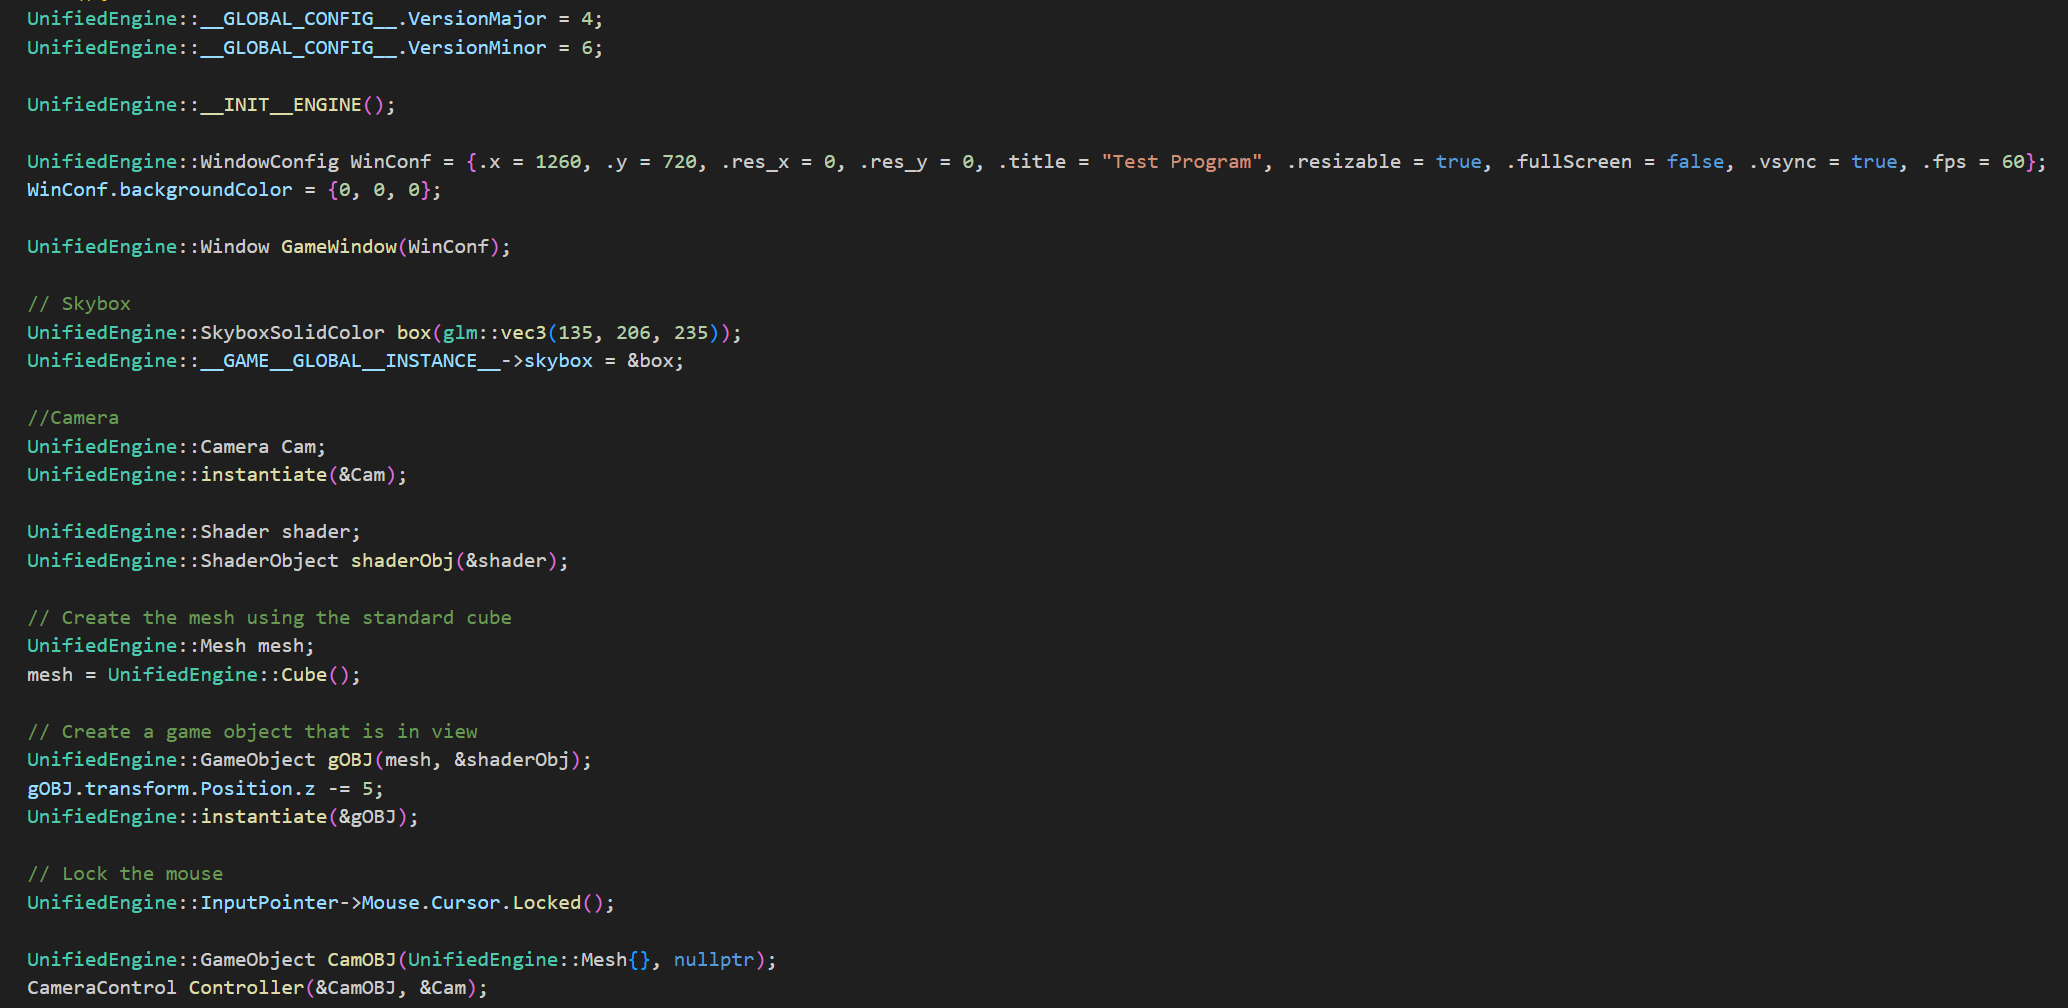 UnifiedEngine::__GLOBAL_CONFIG__.VersionMajor = 4;
UnifiedEngine::__GLOBAL_CONFIG__.VersionMinor = 6;
UnifiedEngine::__INIT__ENGINE();
UnifiedEngine::WindowConfig WinConf = {.x = 1260, .y = 720, .res_x = 0, .res_y = 0, .title = "Test Program", .resizable = true, .fullScreen = false, .vsync = true, .fps = 60};
WinConf.backgroundColor = {0, 0, 0};
UnifiedEngine::Window GameWindow(WinConf);
// Skybox
UnifiedEngine::SkyboxSolidColor box(glm::vec3(135, 206, 235));
UnifiedEngine::__GAME__GLOBAL__INSTANCE__->skybox = &box;
//Camera
UnifiedEngine::Camera Cam;
UnifiedEngine::instantiate(&Cam);
UnifiedEngine::Shader shader;
UnifiedEngine::ShaderObject shaderObj(&shader);
// Create the mesh using the standard cube
UnifiedEngine::Mesh mesh;
mesh = UnifiedEngine::Cube();
// Create a game object that is in view
UnifiedEngine::GameObject gOBJ(mesh, &shaderObj);
gOBJ.transform.Position.z -= 5;
UnifiedEngine::instantiate(&gOBJ);
// Lock the mouse
UnifiedEngine::InputPointer->Mouse.Cursor.Locked();
UnifiedEngine::GameObject CamOBJ(UnifiedEngine::Mesh{}, nullptr);
CameraControl Controller(&CamOBJ, &Cam);